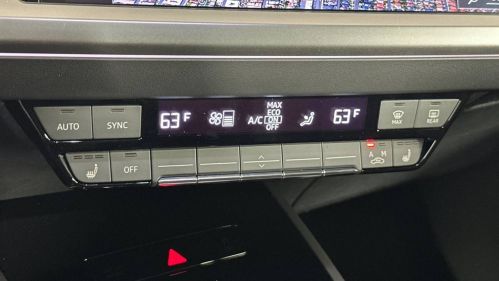 AUTO
SYNC
63 F
A/C
MAX
ECO
ON
OFF
63 F
MAX
REAR
OFF
A M